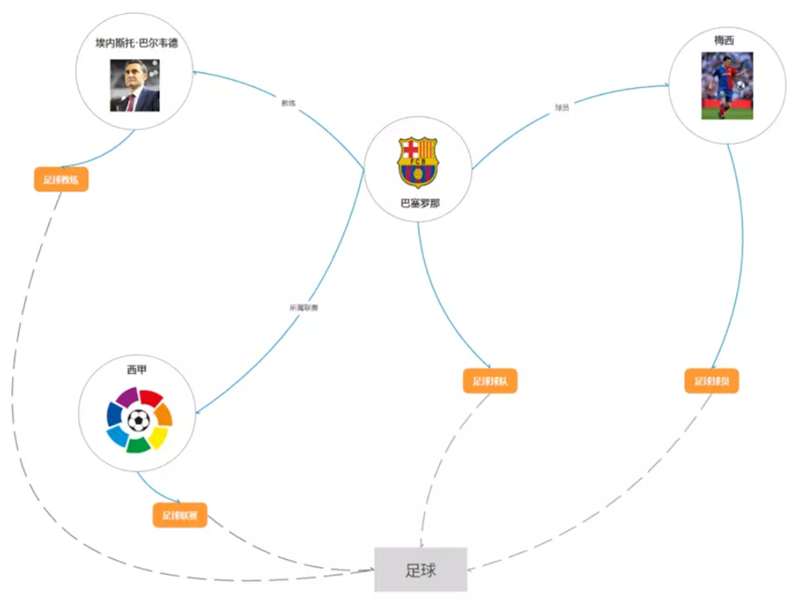 埃内斯托·巴尔韦德
梅西
教练
球员
FCB
巴塞罗那
足球教练
所属联赛
西甲
足球球队
足球球员
足球联赛
足球